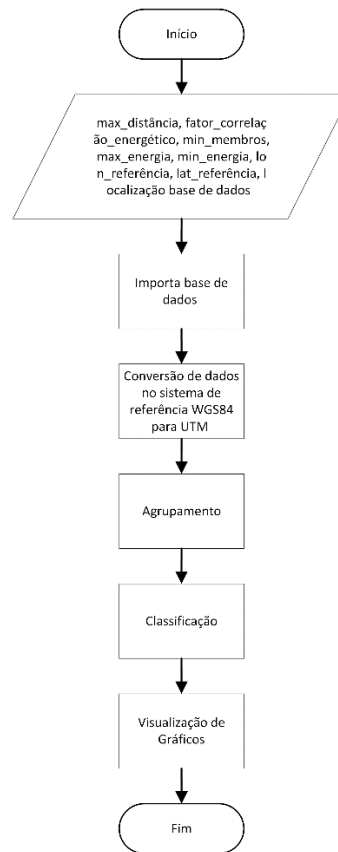 Início
max_distância, fator_correlaç
ão_energético, min_membros,
max_energia, min_energia, lo
n_referência, lat_referência, l
ocalização base de dados
Importa base de
dados
Conversão de dados
no sistema de
referência WGS84
para UTM
Agrupamento
Classificação
Visualização de
Gráficos
Fim